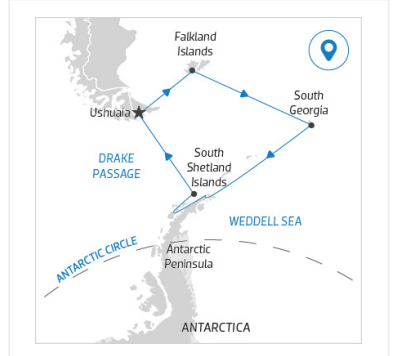 Falkland
Islands
South
Georgia
Ushuaia
DRAKE
PASSAGE
South
Shetland
Islands
WEDDELL SEA
ANTARCTIC CIRCLE
Antarctic
Peninsula
ANTARCTICA